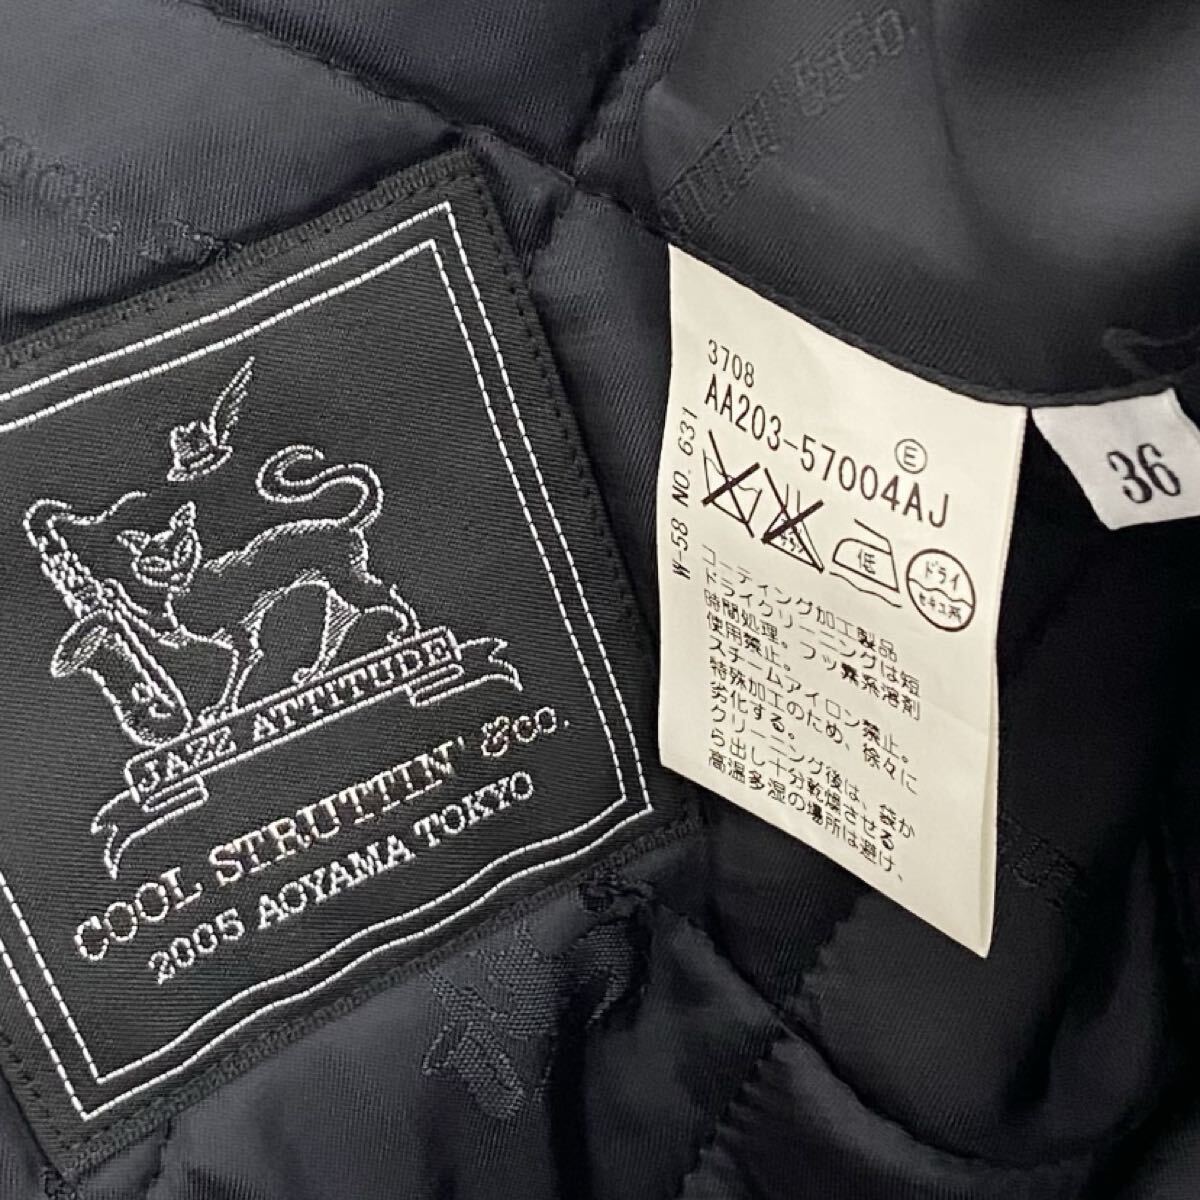 &Co.
JAZZ ATTITUDE
COOL STRUTTIN' &CO.
2005 AOYAMA TOKYO
3708
AA203-57004AJ
E
W-58 NO. 631
低
ドライ
セキユ系
コーティング加工製品
ドライクリーニングは短
時間処理。フッ素系溶剤
使用禁止。
スチームアイロン禁止。
特殊加工のため、徐々に
劣化する。
クリーニング後は、袋か
ら出し十分乾燥させる
高温多湿の場所は避け、
36